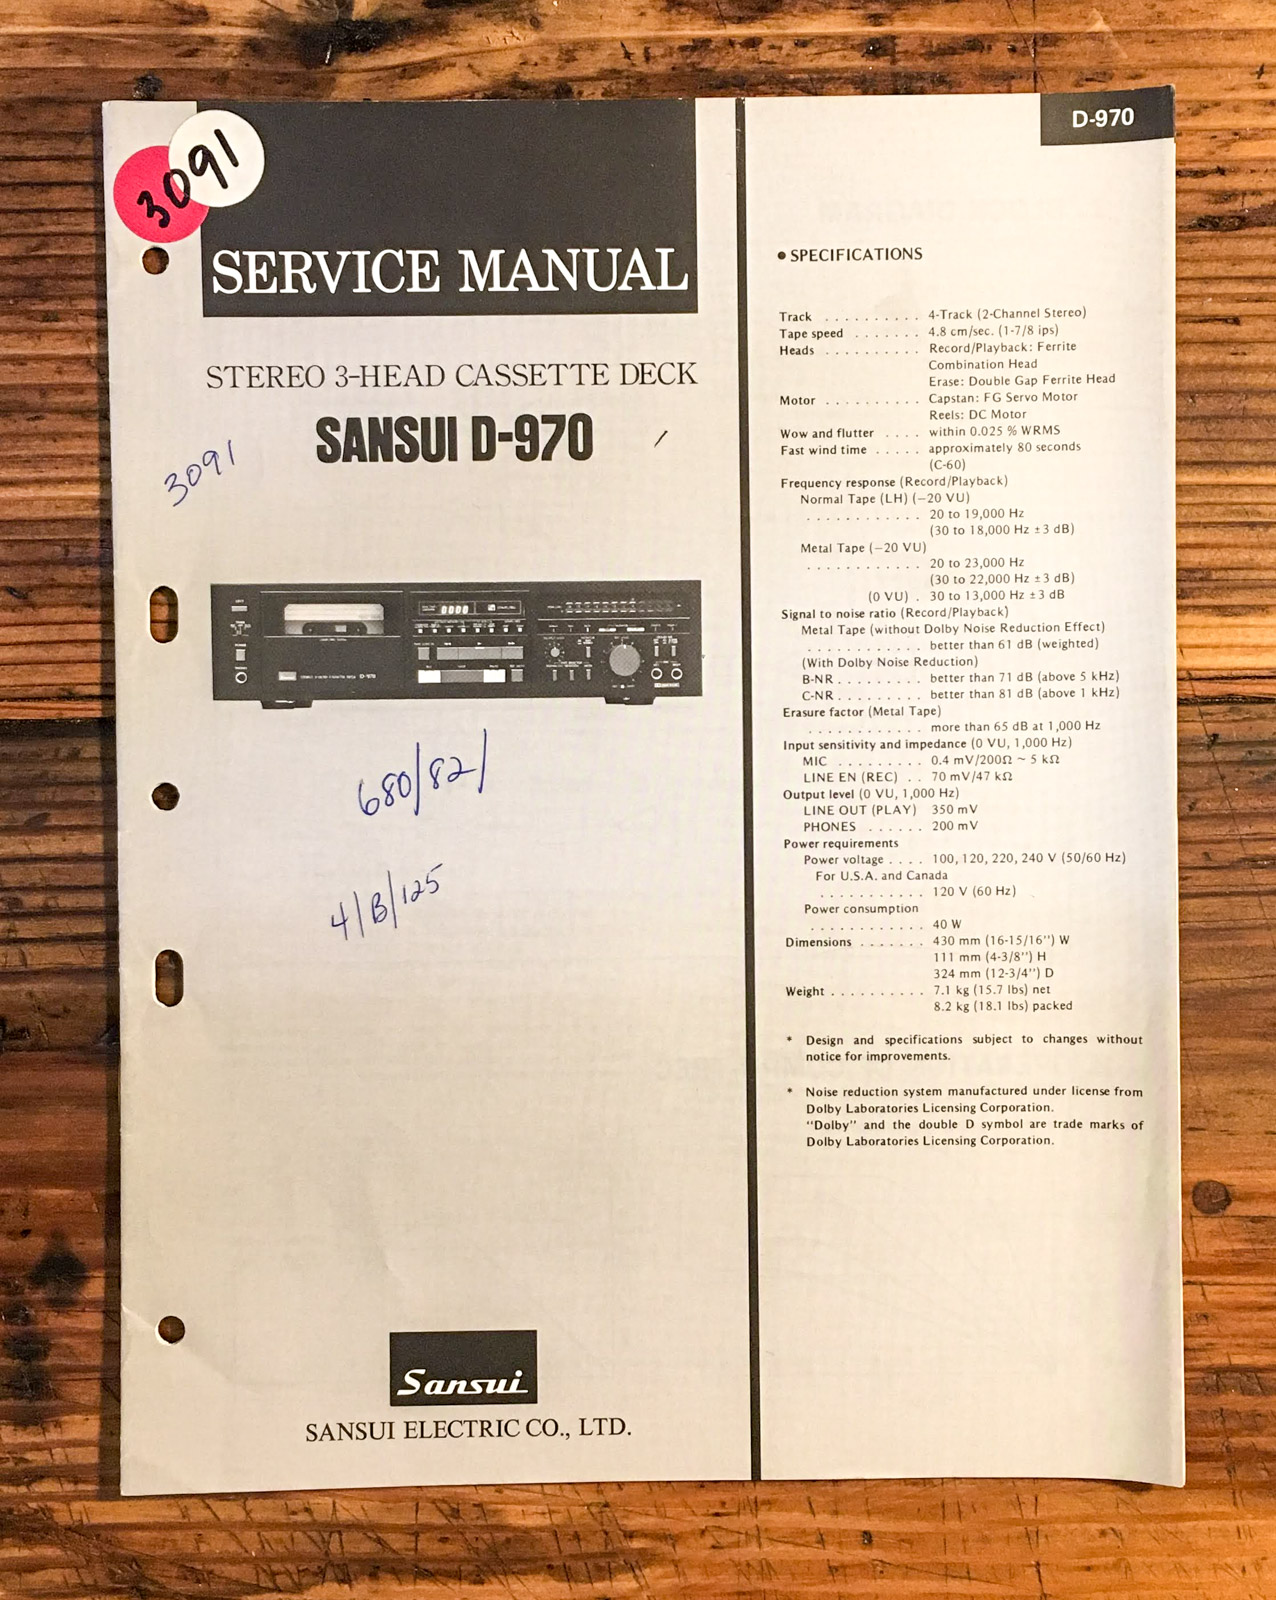 3091
SERVICE MANUAL
STEREO 3-HEAD CASSETTE DECK
SANSUI D-970
3091
0000
D-970
680/82/
4/B/125
Sansui
SANSUI ELECTRIC CO., LTD.
D-970
● SPECIFICATIONS
Track . . . . . . . . . . 4-Track (2-Channel Stereo)
Tape speed . . . . . . . 4.8 cm/sec. (1-7/8 ips)
Heads . . . . . . . . . . Record/Playback: Ferrite
Combination Head
Erase: Double Gap Ferrite Head
Motor . . . . . . . . . . Capstan: FG Servo Motor
Reels: DC Motor
Wow and flutter . . . . within 0.025 % WRMS
Fast wind time . . . . . approximately 80 seconds
(C-60)
Frequency response (Record/Playback)
Normal Tape (LH) (−20 VU)
. . . . . . . . . . . . 20 to 19,000 Hz
(30 to 18,000 Hz ±3 dB)
Metal Tape (−20 VU)
. . . . . . . . . . . . 20 to 23,000 Hz
(30 to 22,000 Hz ±3 dB)
(0 VU) . 30 to 13,000 Hz ±3 dB
Signal to noise ratio (Record/Playback)
Metal Tape (without Dolby Noise Reduction Effect)
. . . . . . . . . . . . better than 61 dB (weighted)
(With Dolby Noise Reduction)
B-NR . . . . . . . . . better than 71 dB (above 5 kHz)
C-NR . . . . . . . . . better than 81 dB (above 1 kHz)
Erasure factor (Metal Tape)
. . . . . . . . . . . . more than 65 dB at 1,000 Hz
Input sensitivity and impedance (0 VU, 1,000 Hz)
MIC . . . . . . . . . 0.4 mV/200Ω ~ 5 kΩ
LINE EN (REC) . . 70 mV/47 kΩ
Output level (0 VU, 1,000 Hz)
LINE OUT (PLAY) 350 mV
PHONES . . . . . . 200 mV
Power requirements
Power voltage . . . . 100, 120, 220, 240 V (50/60 Hz)
For U.S.A. and Canada
. . . . . . . . . . . 120 V (60 Hz)
Power consumption
. . . . . . . . . . . . 40 W
Dimensions . . . . . . . 430 mm (16-15/16'') W
111 mm (4-3/8'') H
324 mm (12-3/4'') D
Weight . . . . . . . . . . 7.1 kg (15.7 lbs) net
8.2 kg (18.1 lbs) packed
* Design and specifications subject to changes without
notice for improvements.
* Noise reduction system manufactured under license from
Dolby Laboratories Licensing Corporation.
"Dolby" and the double D symbol are trade marks of
Dolby Laboratories Licensing Corporation.